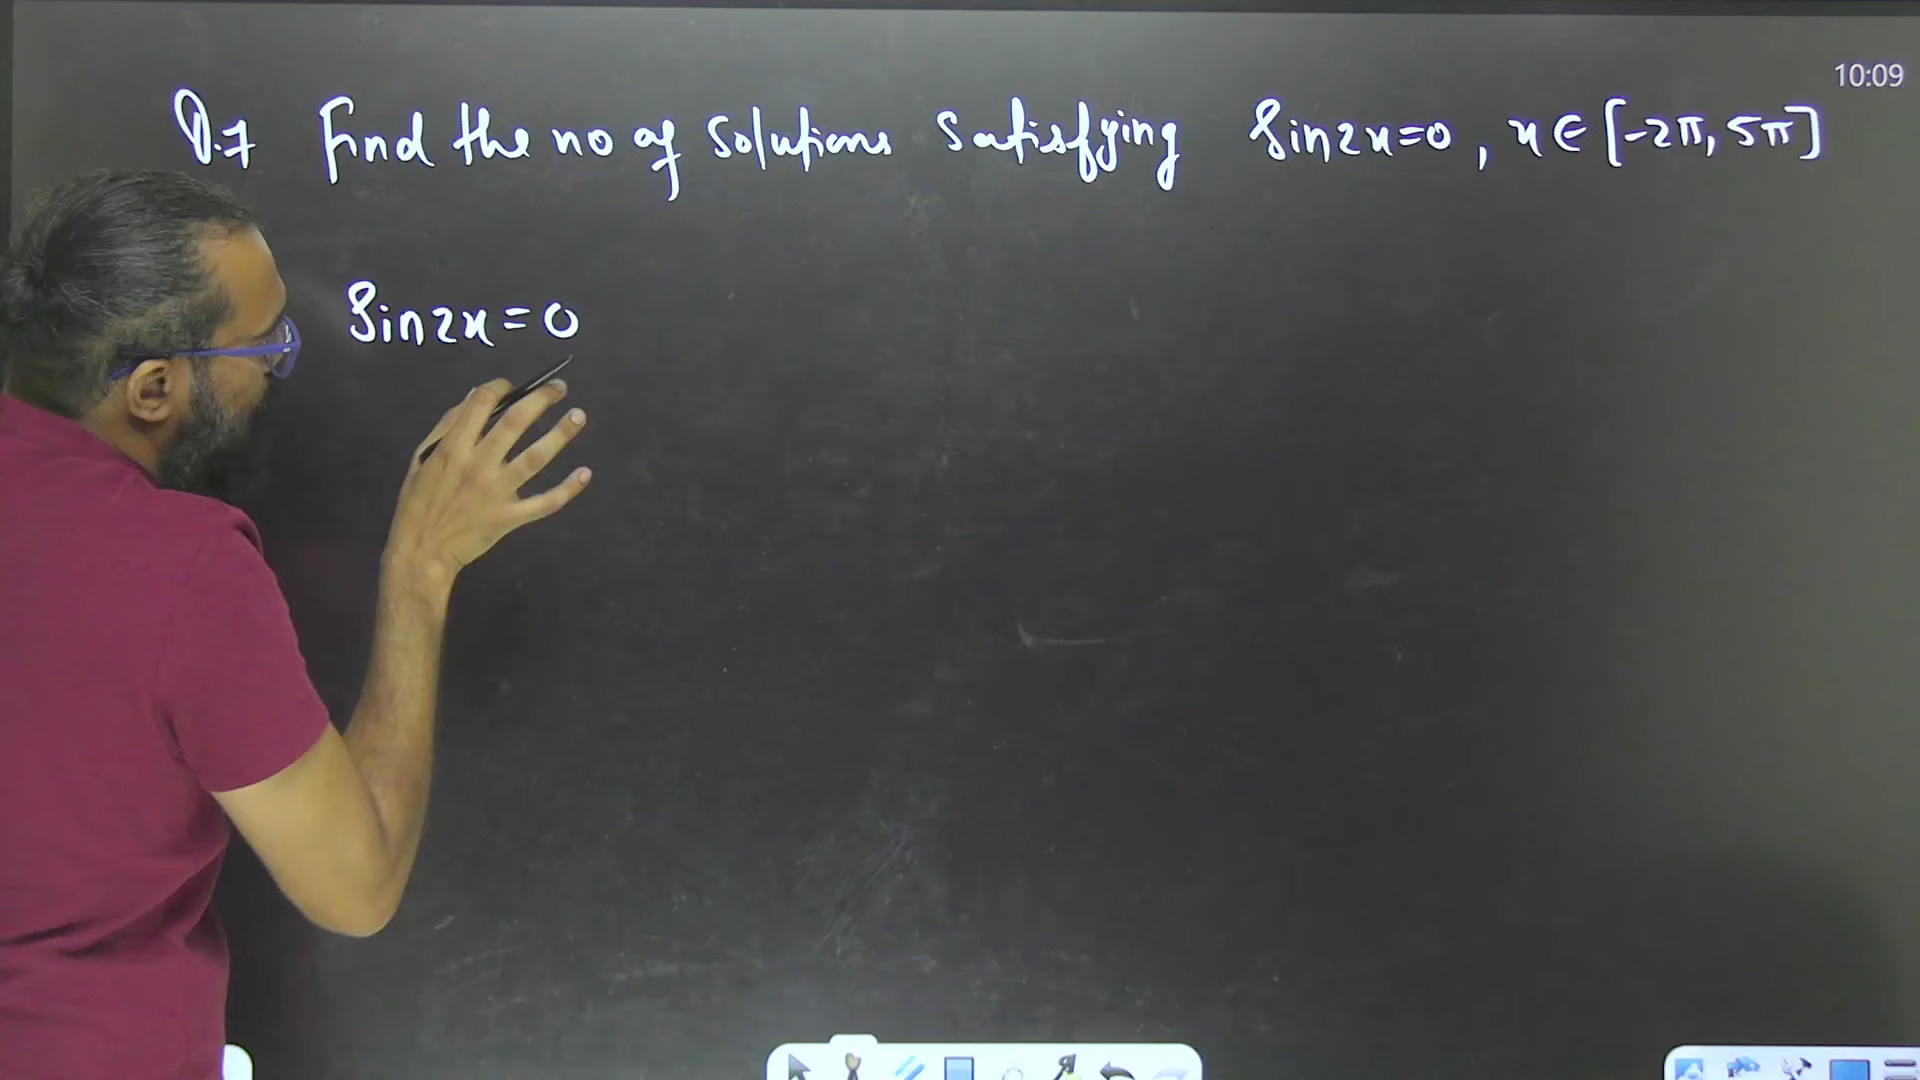 10:09
Q.7 Find the no of solutions satisfying sin2x=0, x∈[-2π, 5π]
sin2x=0